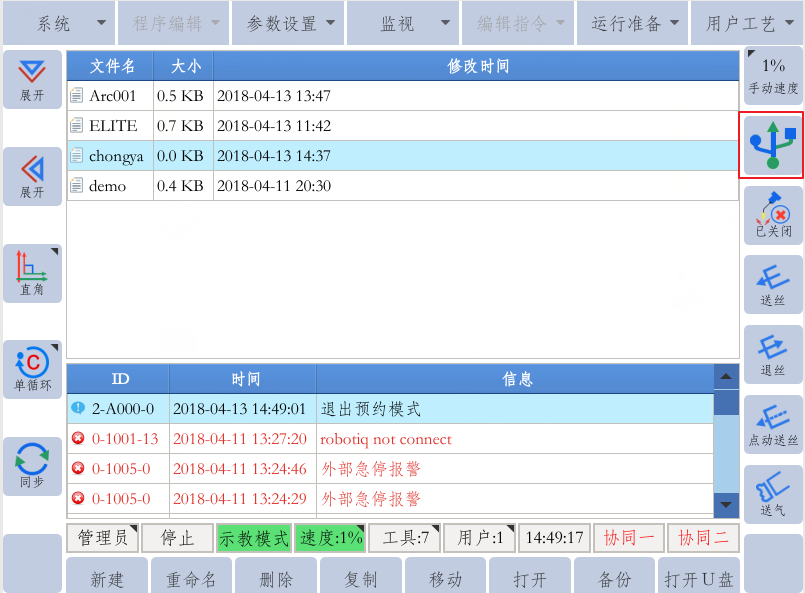 系统 程序编辑 参数设置 监视 编辑指令 运行准备 用户工艺
展开
展开
直角
单循环
同步
文件名 大小 修改时间
Arc001 0.5 KB 2018-04-13 13:47
ELITE 0.7 KB 2018-04-13 11:42
chongya 0.0 KB 2018-04-13 14:37
demo 0.4 KB 2018-04-11 20:30
ID 时间 信息
2-A000-0 2018-04-13 14:49:01 退出预约模式
0-1001-13 2018-04-11 13:27:20 robotiq not connect
0-1005-0 2018-04-11 13:24:46 外部急停报警
0-1005-0 2018-04-11 13:24:29 外部急停报警
1%
手动速度
已关闭
送丝
退丝
点动送丝
送气
管理员 停止 示教模式 速度:1% 工具:7 用户:1 14:49:17 协同一 协同二
新建 重命名 删除 复制 移动 打开 备份 打开U盘